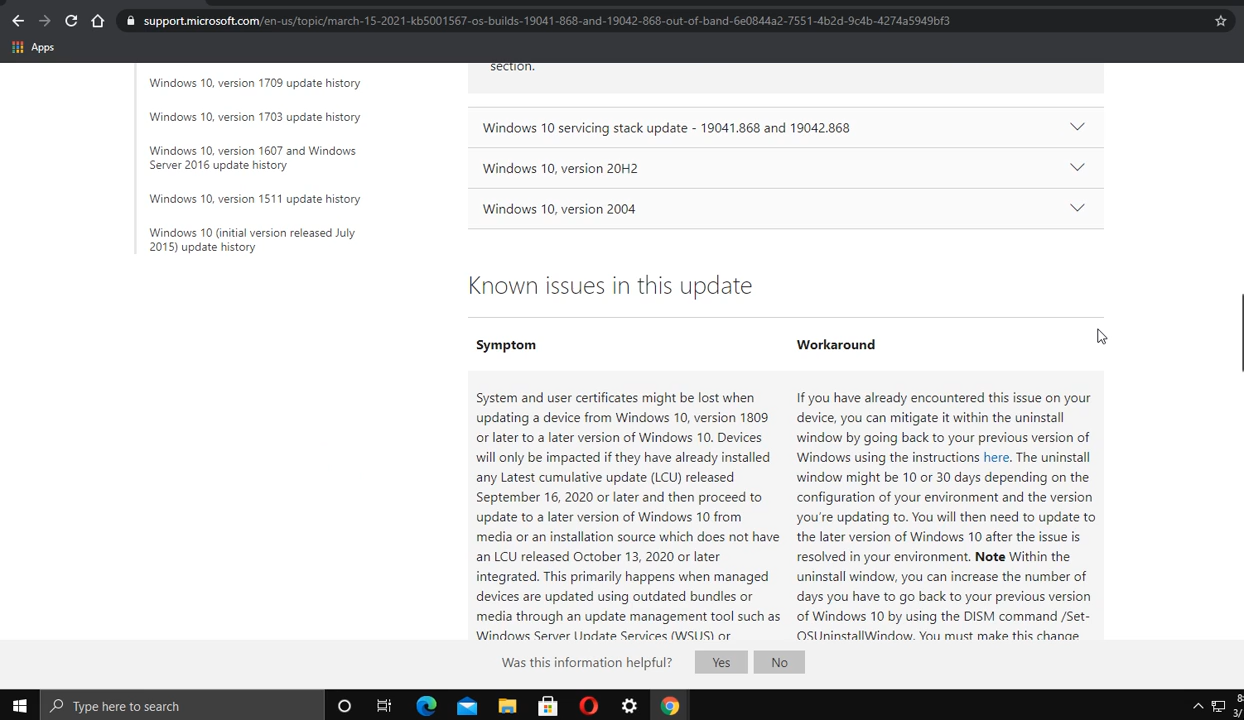 support.microsoft.com/en-us/topic/march-15-2021-kb5001567-os-builds-19041-868-and-19042-868-out-of-band-6e0844a2-7551-4b2d-9c4b-4274a5949bf3
Apps
Windows 10, version 1709 update history
Windows 10, version 1703 update history
Windows 10, version 1607 and Windows
Server 2016 update history
Windows 10, version 1511 update history
Windows 10 (initial version released July
2015) update history
section.
Windows 10 servicing stack update - 19041.868 and 19042.868
Windows 10, version 20H2
Windows 10, version 2004
Known issues in this update
Symptom
Workaround
System and user certificates might be lost when
updating a device from Windows 10, version 1809
or later to a later version of Windows 10. Devices
will only be impacted if they have already installed
any Latest cumulative update (LCU) released
September 16, 2020 or later and then proceed to
update to a later version of Windows 10 from
media or an installation source which does not have
an LCU released October 13, 2020 or later
integrated. This primarily happens when managed
devices are updated using outdated bundles or
media through an update management tool such as
Windows Server Update Services (WSUS) or
If you have already encountered this issue on your
device, you can mitigate it within the uninstall
window by going back to your previous version of
Windows using the instructions here. The uninstall
window might be 10 or 30 days depending on the
configuration of your environment and the version
you're updating to. You will then need to update to
the later version of Windows 10 after the issue is
resolved in your environment. Note Within the
uninstall window, you can increase the number of
days you have to go back to your previous version
of Windows 10 by using the DISM command /Set-
OSUninstallWindow. You must make this change
Was this information helpful?
Yes
No
Type here to search
8:
3/